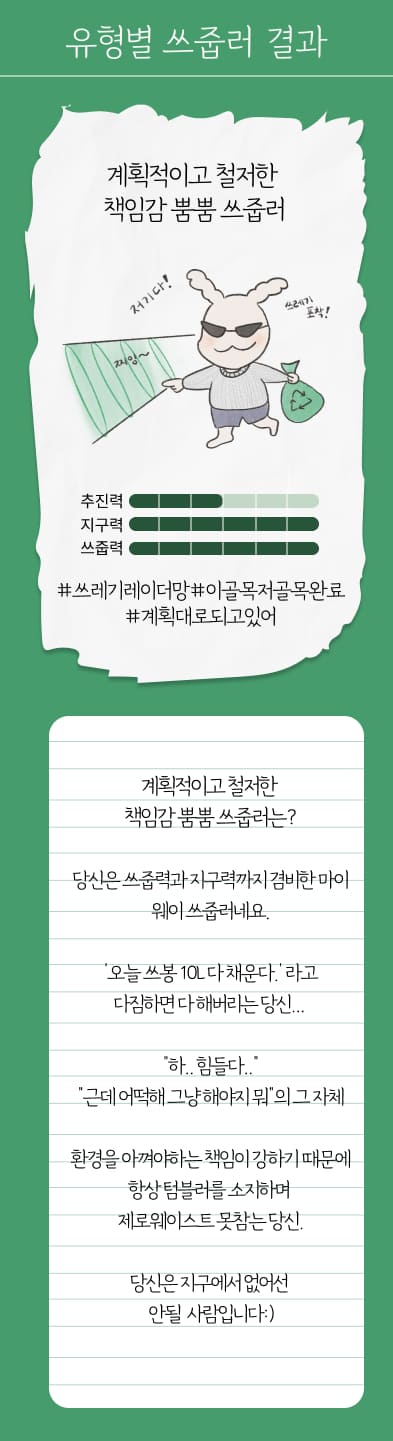 유형별 쓰줍러 결과
계획적이고 철저한
책임감 뿜뿜 쓰줍러
저기다!
쓰레기
포착!
찌잉~
추진력
지구력
쓰줍력
#쓰레기레이더망#이골목저골목완료
#계획대로되고있어
계획적이고 철저한
책임감 뿜뿜 쓰줍러는?
당신은 쓰줍력과 지구력까지 겸비한 마이
웨이 쓰줍러네요.
'오늘 쓰봉 10L 다 채운다.' 라고
다짐하면 다 해버리는 당신...
"하.. 힘들다.."
"근데 어떡해 그냥 해야지 뭐"의 그 자체
환경을 아껴야하는 책임이 강하기 때문에
항상 텀블러를 소지하며
제로웨이스트 못참는 당신.
당신은 지구에서 없어선
안될 사람입니다:)